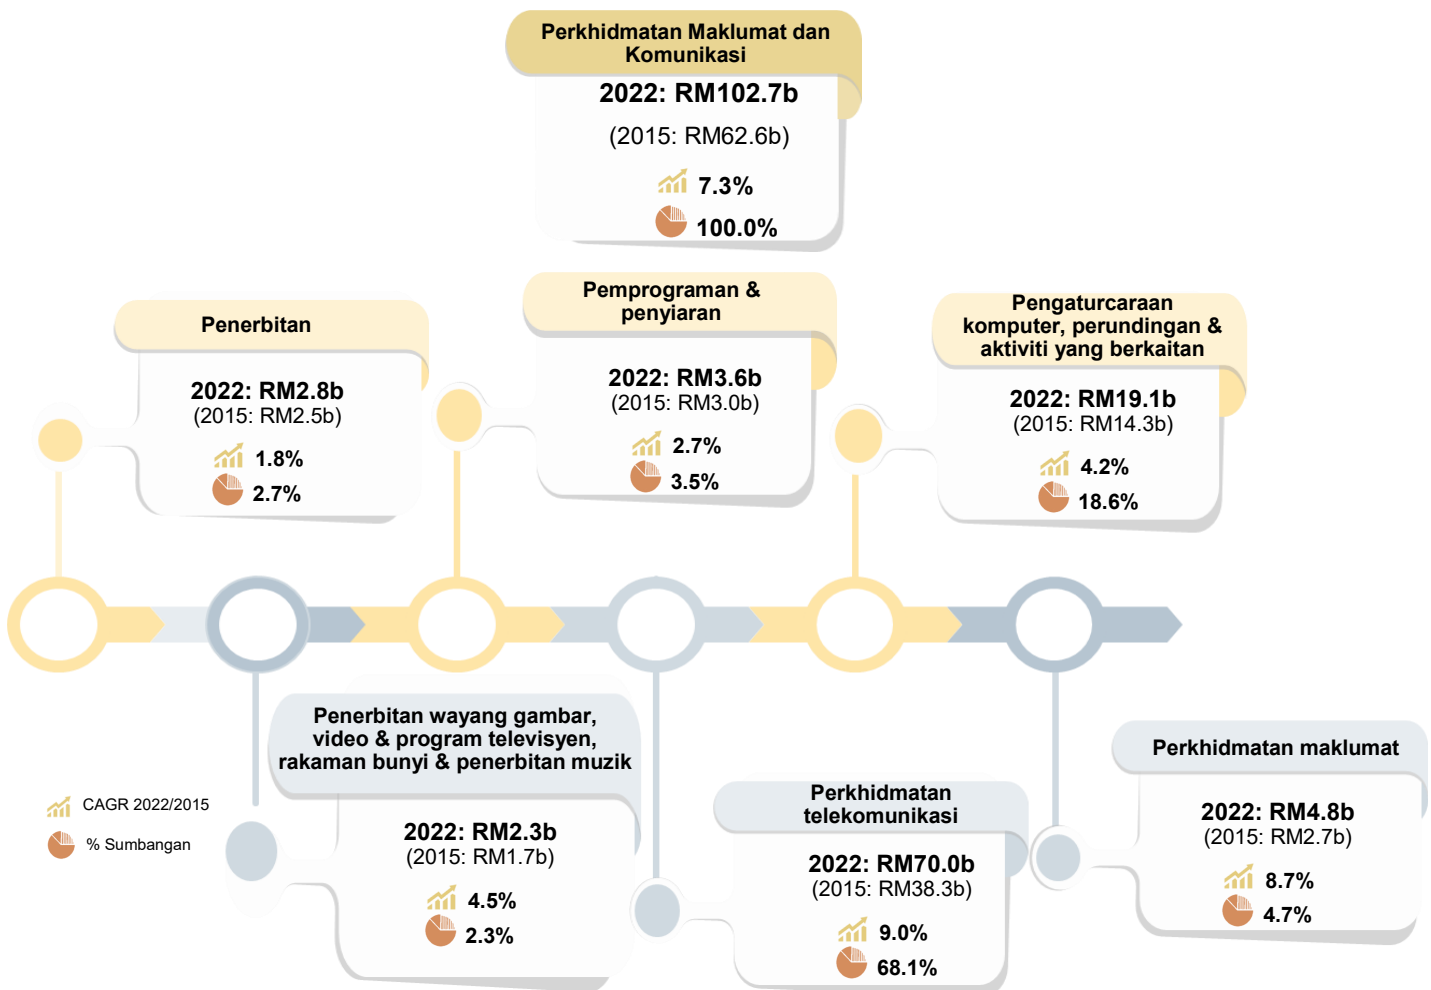 Perkhidmatan Maklumat dan
Komunikasi
2022: RM102.7b
(2015: RM62.6b)
7.3%
100.0%
Penerbitan
2022: RM2.8b
(2015: RM2.5b)
1.8%
2.7%
Pemprograman &
penyiaran
2022: RM3.6b
(2015: RM3.0b)
2.7%
3.5%
Pengaturcaraan
komputer, perundingan &
aktiviti yang berkaitan
2022: RM19.1b
(2015: RM14.3b)
4.2%
18.6%
Penerbitan wayang gambar,
video & program televisyen,
rakaman bunyi & penerbitan muzik
2022: RM2.3b
(2015: RM1.7b)
4.5%
2.3%
Perkhidmatan
telekomunikasi
2022: RM70.0b
(2015: RM38.3b)
9.0%
68.1%
Perkhidmatan maklumat
2022: RM4.8b
(2015: RM2.7b)
8.7%
4.7%
CAGR 2022/2015
% Sumbangan